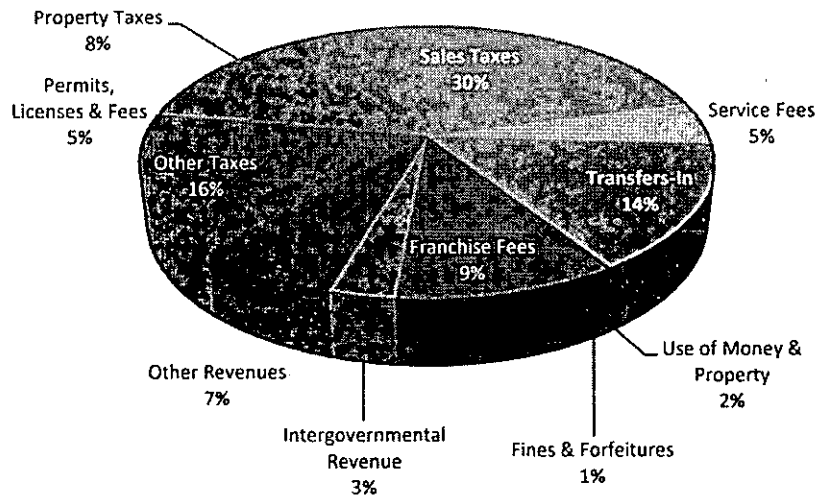 Property Taxes
8%
Sales Taxes
30%
Permits,
Licenses & Fees
5%
Service Fees
5%
Other Taxes
16%
Transfers-In
14%
Franchise Fees
9%
Use of Money &
Property
2%
Other Revenues
7%
Intergovernmental
Revenue
3%
Fines & Forfeitures
1%